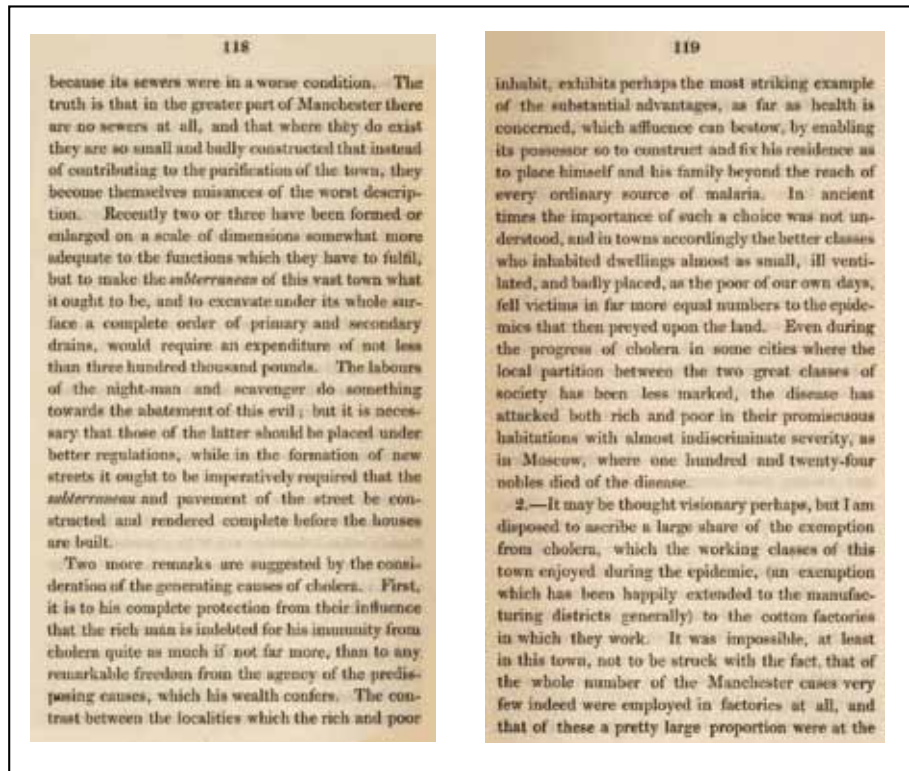 118
because its sewers were in a worse condition. The
truth is that in the greater part of Manchester there
are no sewers at all, and that where they do exist
they are so small and badly constructed that instead
of contributing to the purification of the town, they
become themselves nuisances of the worst descrip-
tion. Recently two or three have been formed or
enlarged on a scale of dimensions somewhat more
adequate to the functions which they have to fulfil,
but to make the subterranean of this vast town what
it ought to be, and to excavate under its whole sur-
face a complete order of primary and secondary
drains, would require an expenditure of not less
than three hundred thousand pounds. The labours
of the night-man and scavenger do something
towards the abatement of this evil; but it is neces-
sary that those of the latter should be placed under
better regulations, while in the formation of new
streets it ought to be imperatively required that the
subterranean and pavement of the street be con-
structed and rendered complete before the houses
are built.
Two more remarks are suggested by the consi-
deration of the generating causes of cholera. First,
it is to his complete protection from their influence
that the rich man is indebted for his immunity from
cholera quite as much if not far more, than to any
remarkable freedom from the agency of the predis-
posing causes, which his wealth confers. The con-
trast between the localities which the rich and poor
119
inhabit, exhibits perhaps the most striking example
of the substantial advantages, as far as health is
concerned, which affluence can bestow, by enabling
its possessor so to construct and fix his residence as
to place himself and his family beyond the reach of
every ordinary source of malaria. In ancient
times the importance of such a choice was not un-
derstood, and in towns accordingly the better classes
who inhabited dwellings almost as small, ill venti-
lated, and badly placed, as the poor of our own days,
fell victims in far more equal numbers to the epide-
mics that then preyed upon the land. Even during
the progress of cholera in some cities where the
local partition between the two great classes of
society has been less marked, the disease has
attacked both rich and poor in their promiscuous
habitations with almost indiscriminate severity, as
in Moscow, where one hundred and twenty-four
nobles died of the disease.
2.—It may be thought visionary perhaps, but I am
disposed to ascribe a large share of the exemption
from cholera, which the working classes of this
town enjoyed during the epidemic, (an exemption
which has been happily extended to the manufac-
turing districts generally) to the cotton factories
in which they work. It was impossible, at least
in this town, not to be struck with the fact, that of
the whole number of the Manchester cases very
few indeed were employed in factories at all, and
that of these a pretty large proportion were at the